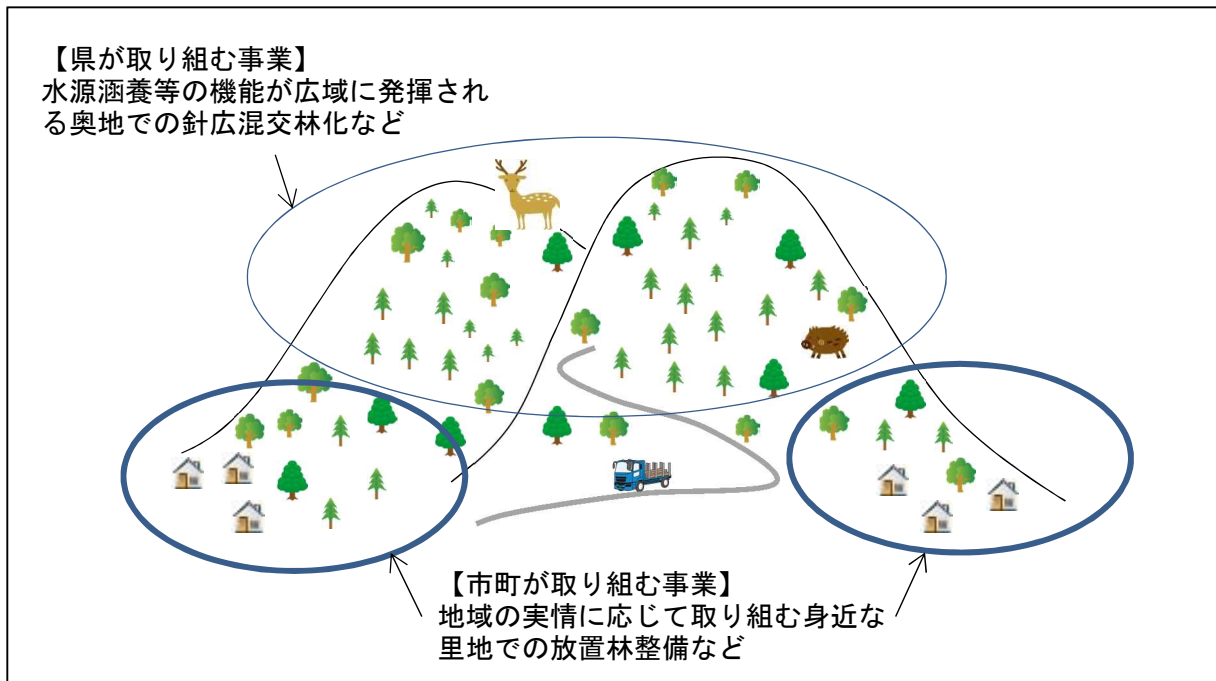 【県が取り組む事業】
水源涵養等の機能が広域に発揮され
る奥地での針広混交林化など
【市町が取り組む事業】
地域の実情に応じて取り組む身近な
里地での放置林整備など